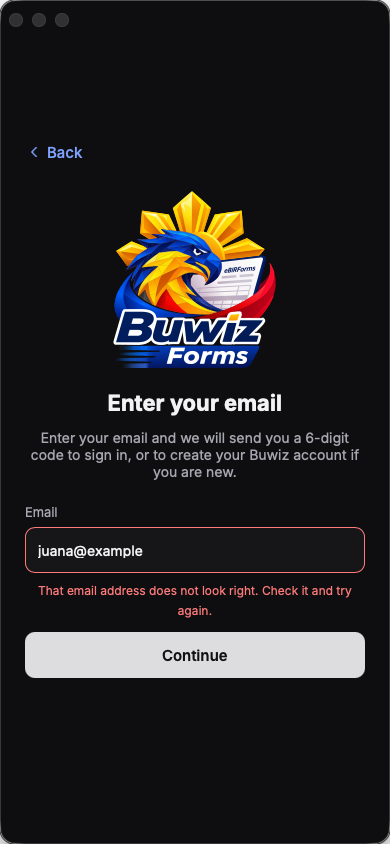 Back
eBIRForms
Buwiz
Forms
Enter your email
Enter your email and we will send you a 6-digit
code to sign in, or to create your Buwiz account if
you are new.
Email
juana@example
That email address does not look right. Check it and try
again.
Continue